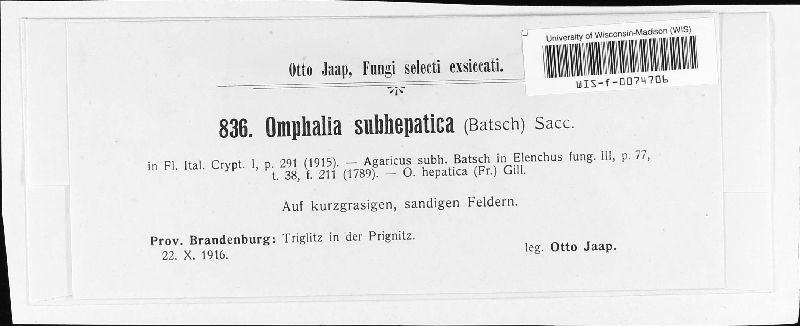 University of Wisconsin-Madison (WIS)
WIS-f-0074706
Otto Jaap, Fungi selecti exsiccati.
836. Omphalia subhepatica (Batsch) Sacc.
in Fl. Ital. Crypt. I, p. 291 (1915). — Agaricus subh. Batsch in Elenchus fung. III, p. 77,
t. 38, f. 211 (1789). — O. hepatica (Fr.) Gill.
Auf kurzgrasigen, sandigen Feldern.
Prov. Brandenburg: Triglitz in der Prignitz.
22. X. 1916.
leg. Otto Jaap.